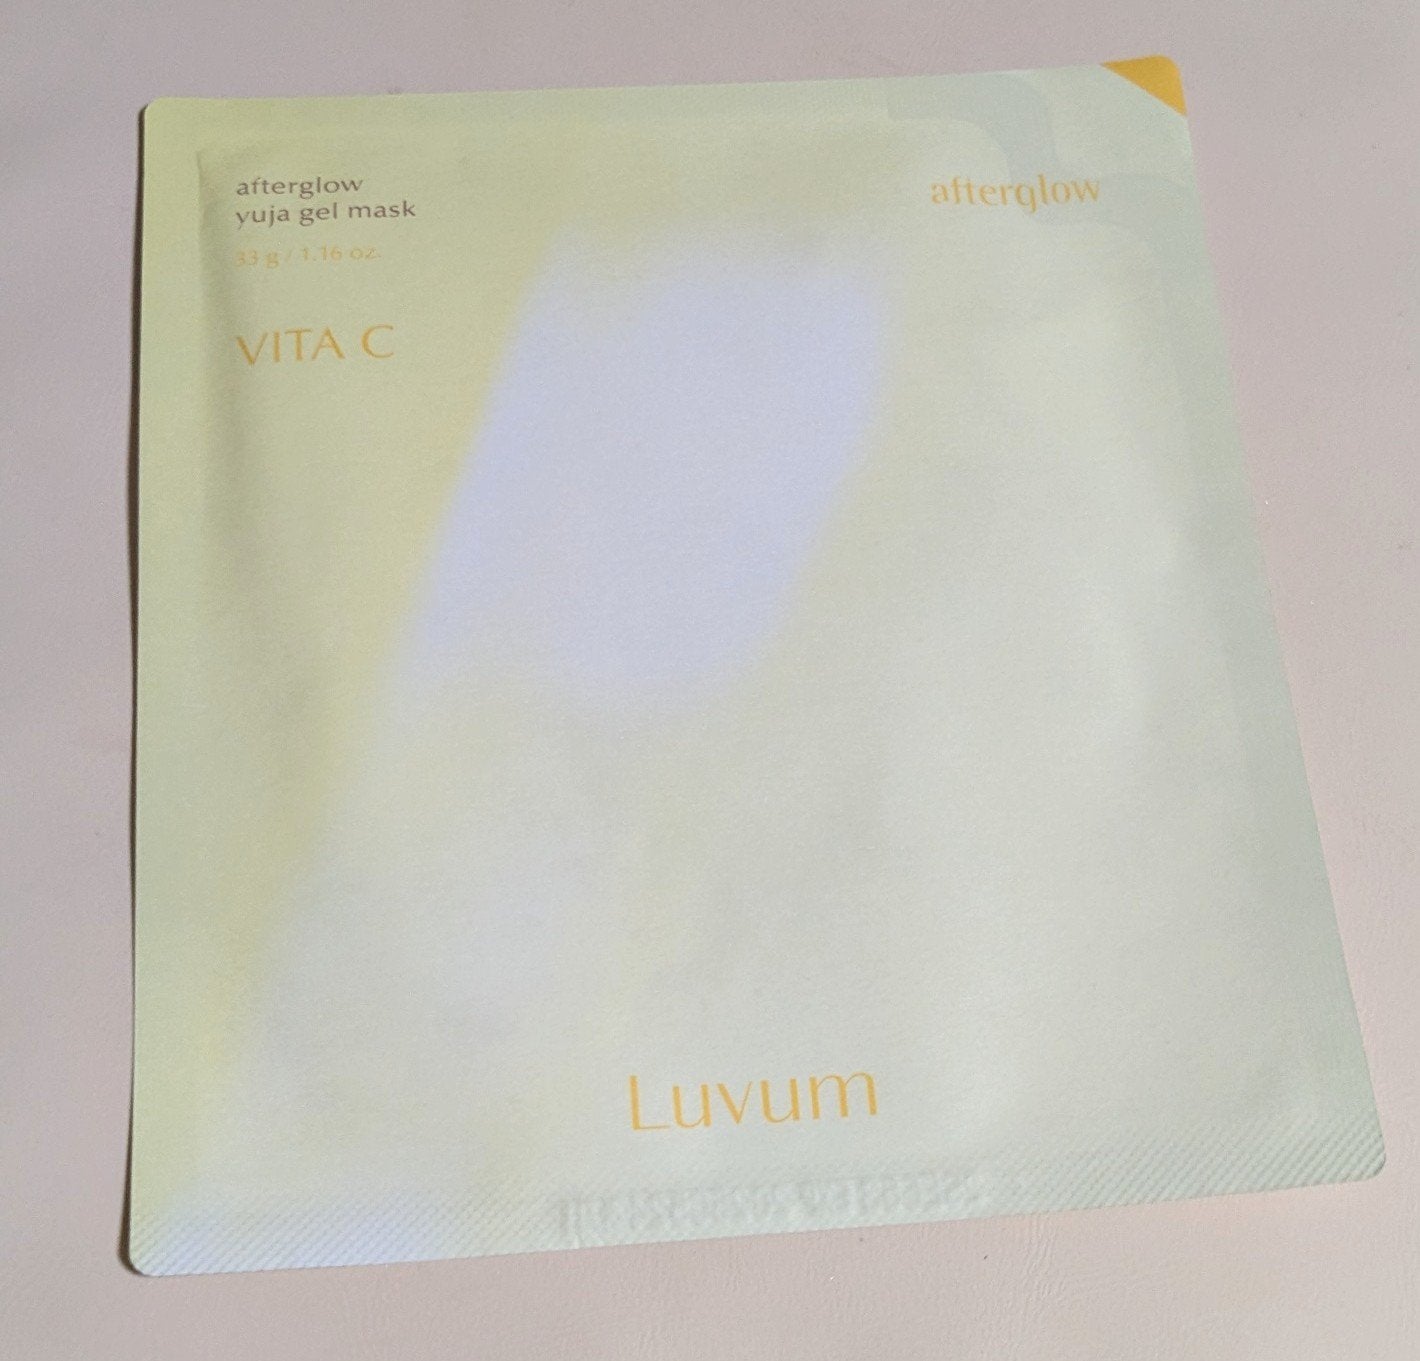 afterglow
yuja gel mask
33 g / 1.16 oz.
VITA C
afterglow
Luvum